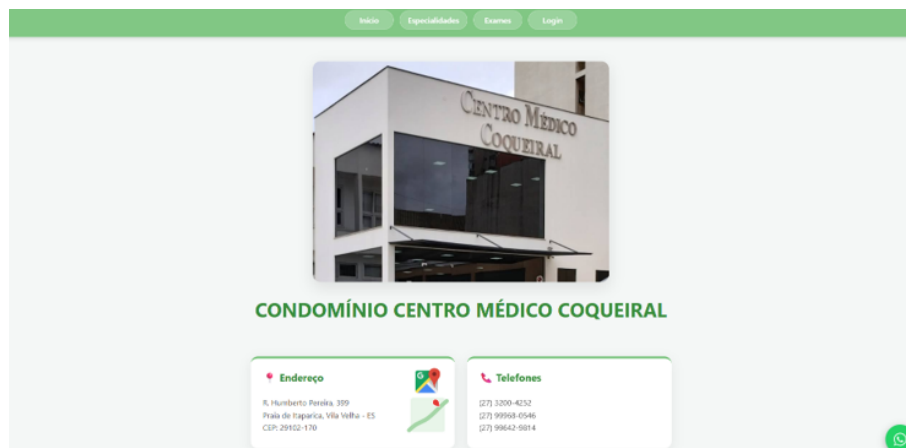 Início Especialidades Exames Login
CENTRO MÉDICO
COQUEIRAL
CONDOMÍNIO CENTRO MÉDICO COQUEIRAL
Endereço
R. Humberto Pereira, 399
Praia de Itaparica, Vila Velha - ES
CEP: 29102-170
Telefones
(27) 3200-4252
(27) 99968-0546
(27) 99642-9814